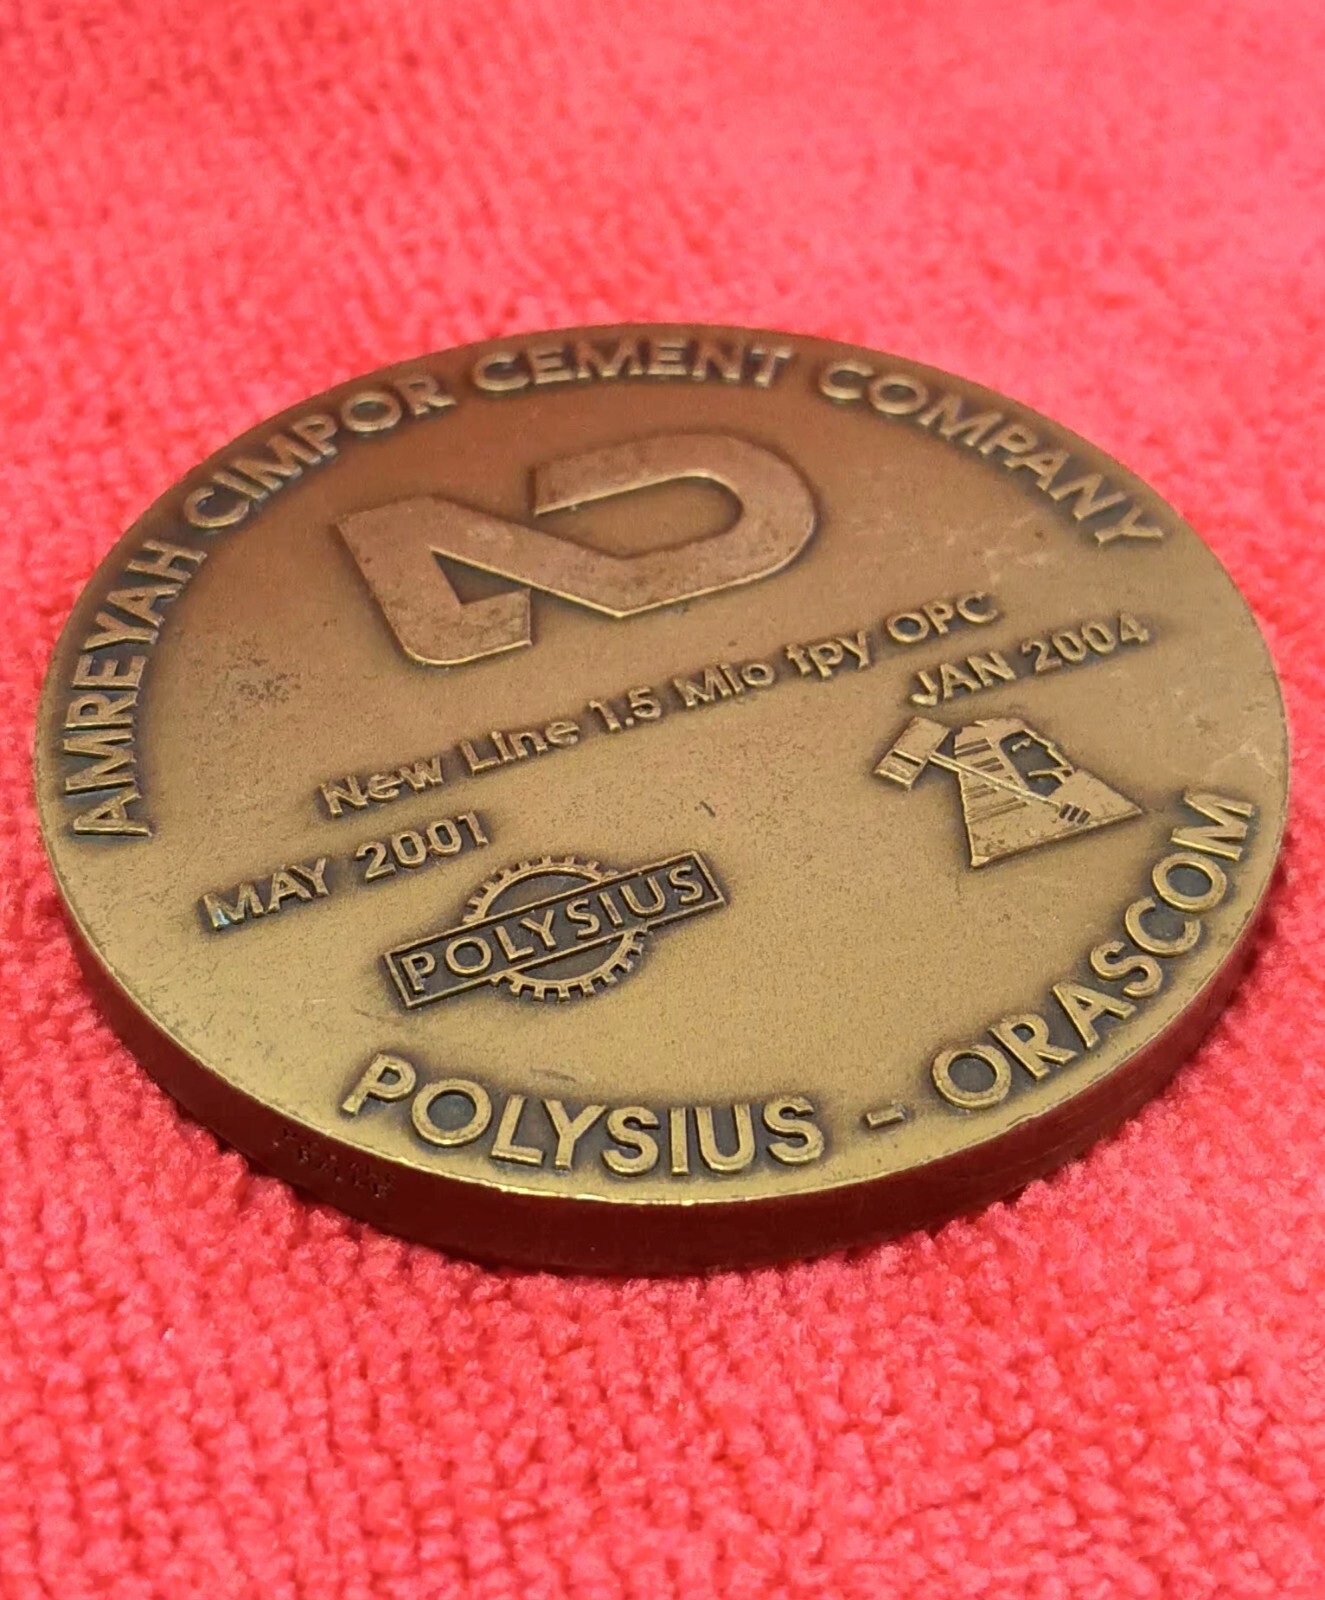 AMREYAH CIMPOR CEMENT COMPANY
New Line 1.5 Mio tpy OPC
MAY 2001
JAN 2004
POLYSIUS
POLYSIUS - ORASCOM